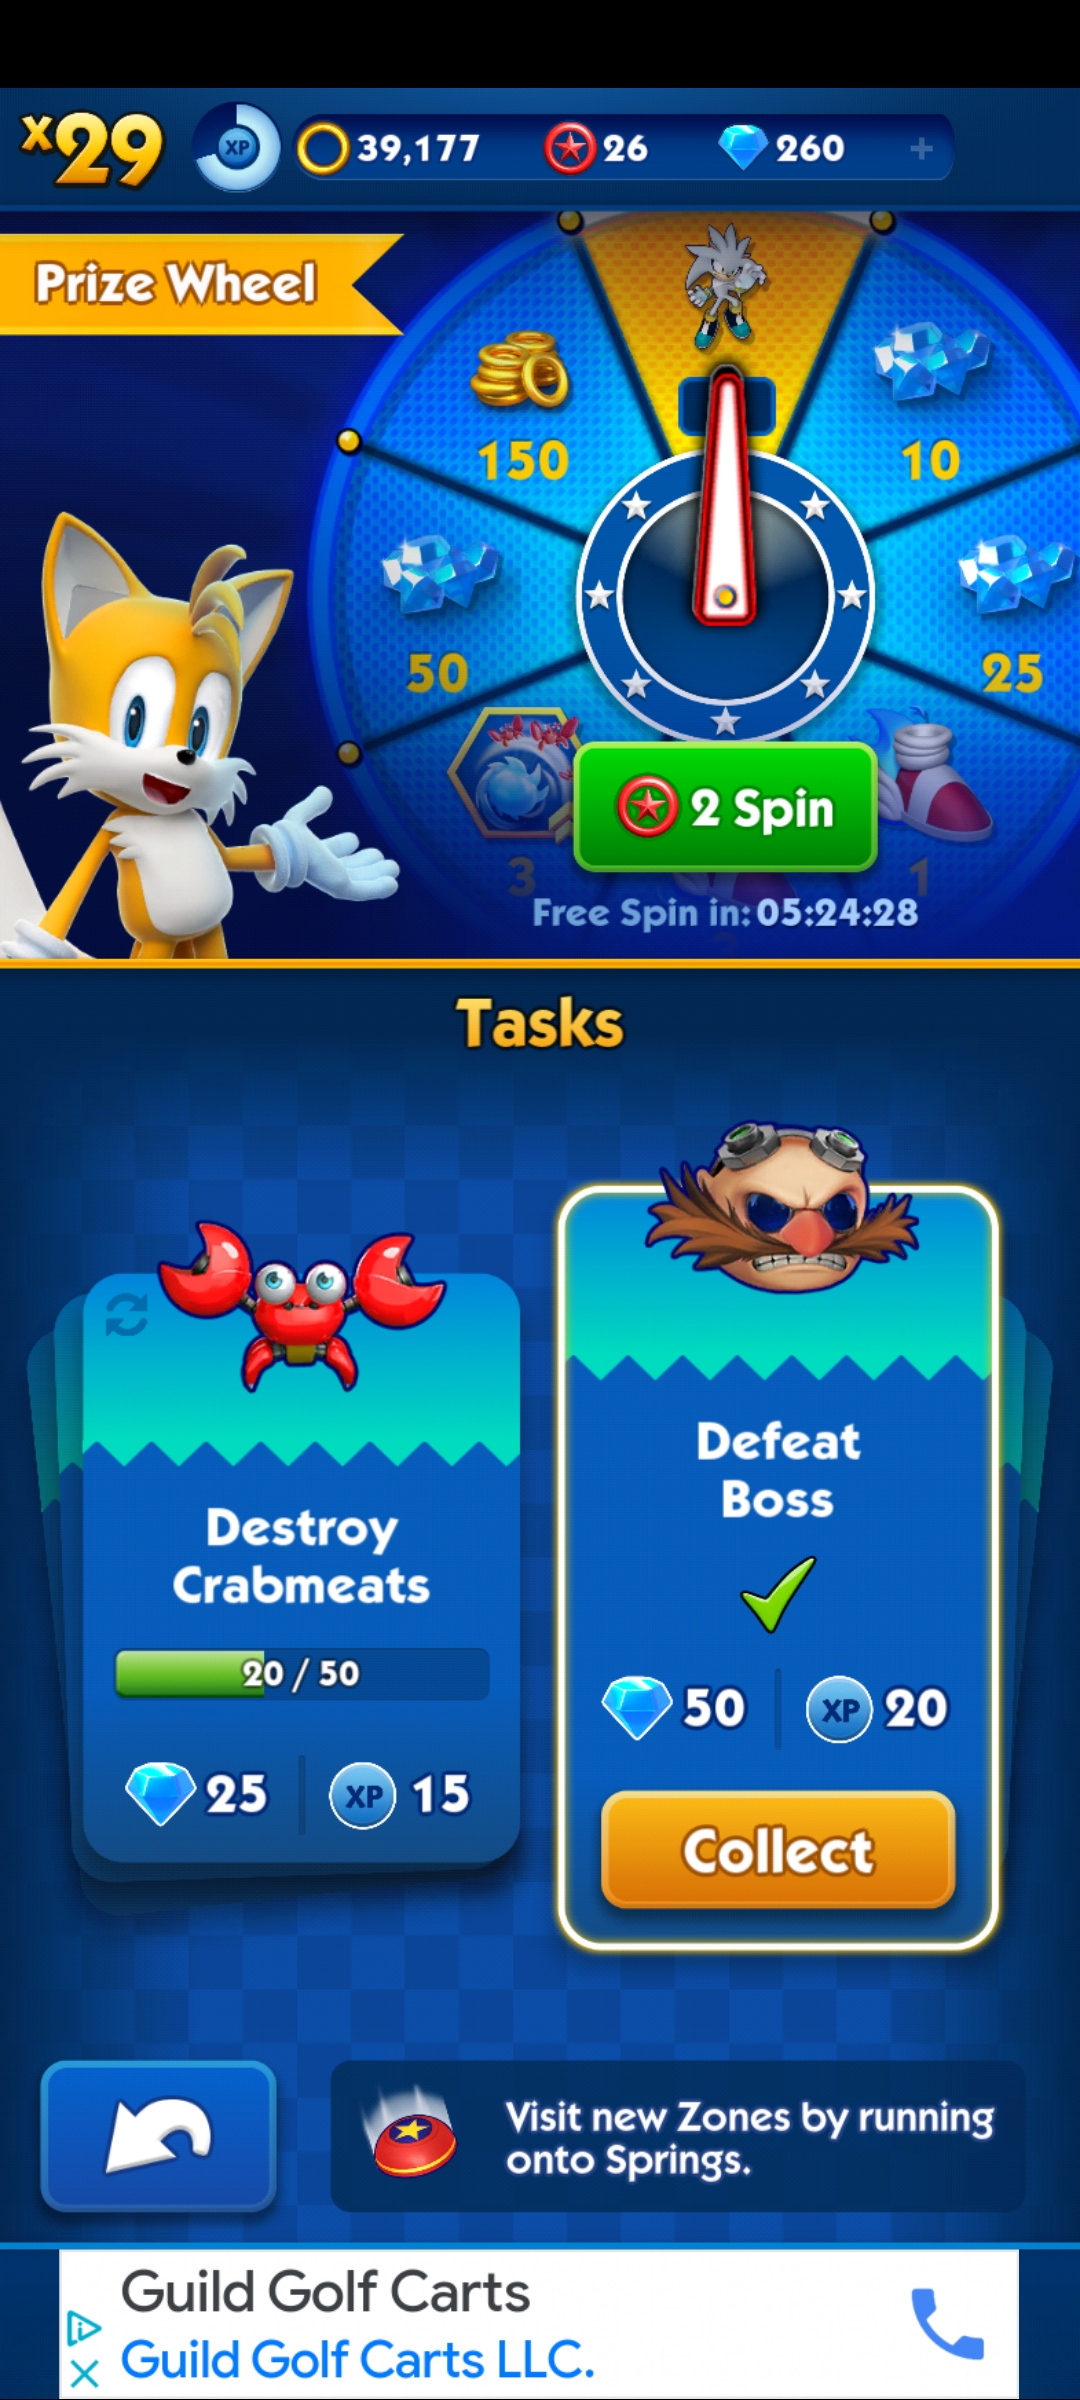 x29
XP
39,177
26
260
+
Prize Wheel
150
10
50
25
3
1
2 Spin
Free Spin in: 05:24:28
Tasks
Destroy
Crabmeats
20 / 50
25
XP
15
Defeat
Boss
50
XP
20
Collect
Visit new Zones by running
onto Springs.
Guild Golf Carts
Guild Golf Carts LLC.